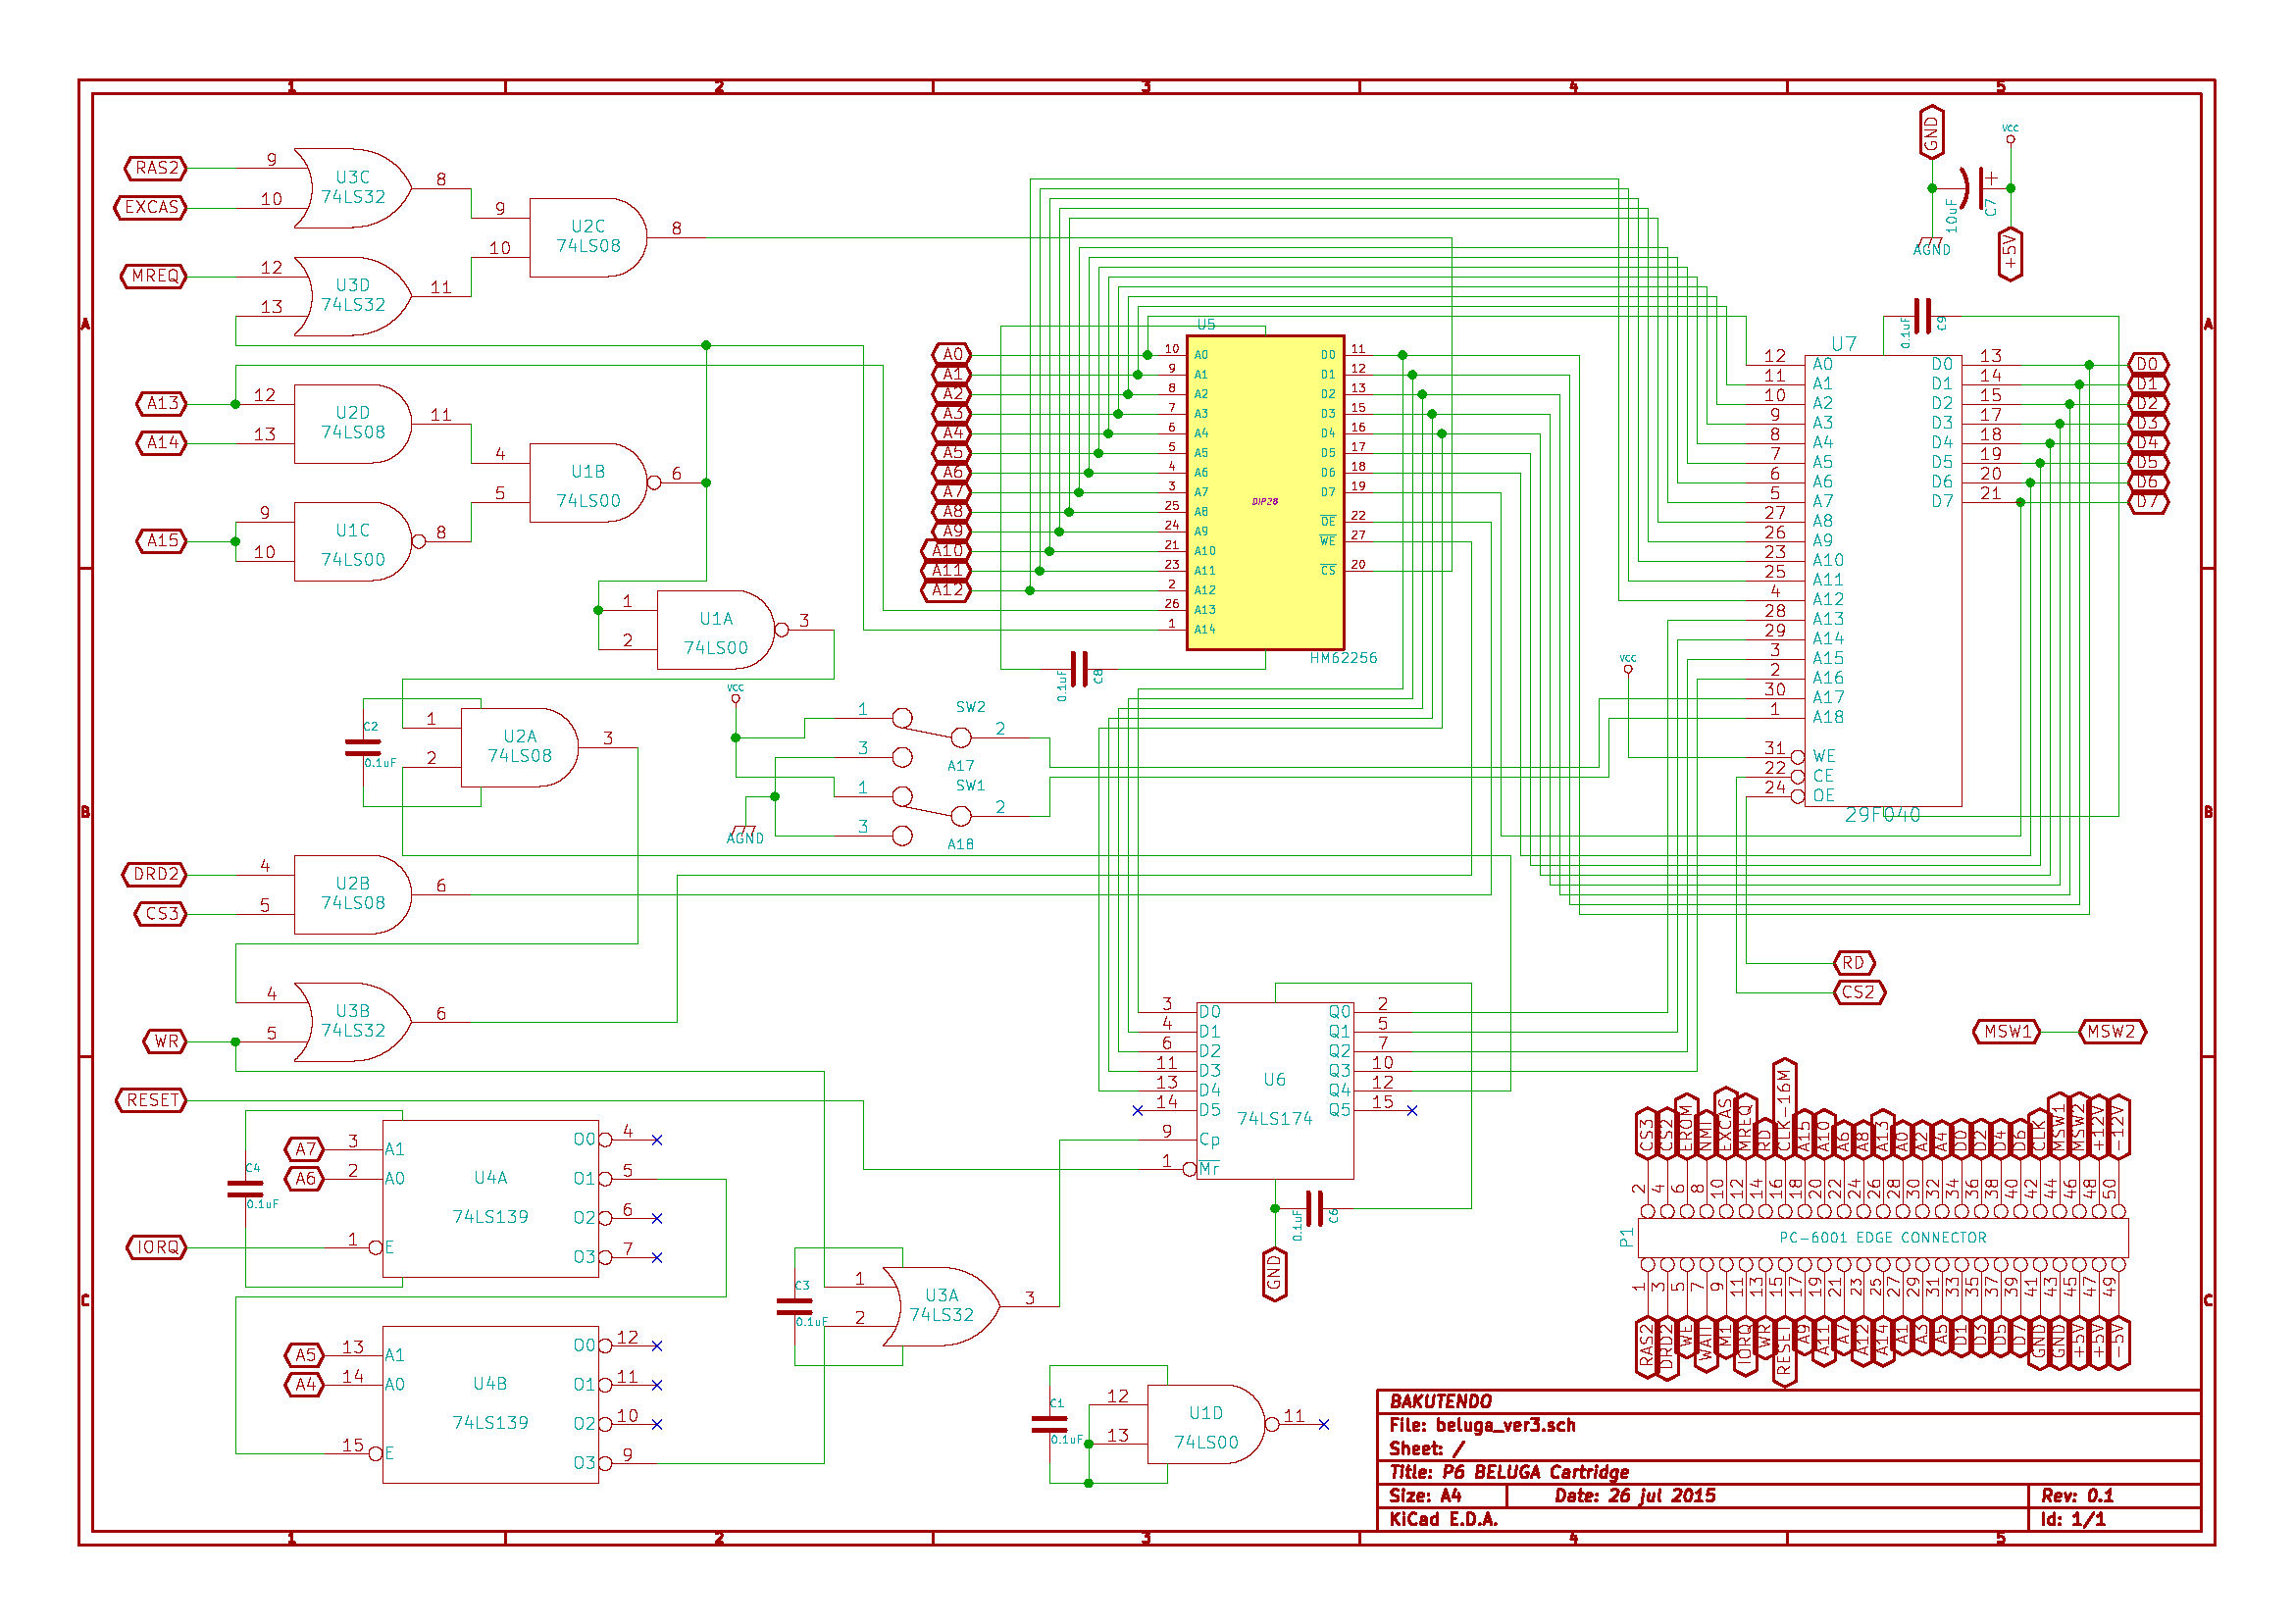 1 2 3 4 5
A
B
C
RAS2
EXCAS
9
10
U3C
74LS32
8
MREQ
12
13
U3D
74LS32
11
9
10
U2C
74LS08
8
A13
A14
12
13
U2D
74LS08
11
A15
9
10
U1C
74LS00
8
4
5
U1B
74LS00
6
1
2
U1A
74LS00
3
C2
0.1uF
1
2
U2A
74LS08
3
DRD2
CS3
4
5
U2B
74LS08
6
WR
4
5
U3B
74LS32
6
RESET
C4
0.1uF
A7
A6
IORQ
3 A1
2 A0
1 E
U4A
74LS139
O0 4
O1 5
O2 6
O3 7
A5
A4
13 A1
14 A0
15 E
U4B
74LS139
O0 12
O1 11
O2 10
O3 9
VCC
AGND
1
3
SW2
2
A17
1
3
SW1
2
A18
C3
0.1uF
1
2
U3A
74LS32
3
C1
0.1uF
12
13
U1D
74LS00
11
U5
A0 10 A0
A1 9 A1
A2 8 A2
A3 7 A3
A4 6 A4
A5 5 A5
A6 4 A6
A7 3 A7
A8 25 A8
A9 24 A9
A10 21 A10
A11 23 A11
A12 2 A12
26 A13
1 A14
DIP28
D0 11
D1 12
D2 13
D3 15
D4 16
D5 17
D6 18
D7 19
OE 22
WE 27
CS 20
HM62256
0.1uF
C8
3 D0
4 D1
6 D2
11 D3
13 D4
14 D5
9 Cp
1 Mr
U6
74LS174
Q0 2
Q1 5
Q2 7
Q3 10
Q4 12
Q5 15
0.1uF
C6
GND
GND
VCC
10uF
C7
+
AGND
+5V
0.1uF
C9
U7
12 A0
11 A1
10 A2
9 A3
8 A4
7 A5
6 A6
5 A7
27 A8
26 A9
23 A10
25 A11
4 A12
28 A13
29 A14
3 A15
2 A16
30 A17
1 A18
31 WE
22 CE
24 OE
VCC
D0 13 D0
D1 14 D1
D2 15 D2
D3 17 D3
D4 18 D4
D5 19 D5
D6 20 D6
D7 21 D7
29F040
RD
CS2
MSW1 MSW2
CS3 CS2 EROM NMI EXCAS MREQ RD CLK-16M A15 A10 A6 A8 A13 A0 A2 A4 D0 D2 D4 D6 CLK MSW1 MSW2 +12V -12V
2 4 6 8 10 12 14 16 18 20 22 24 26 28 30 32 34 36 38 40 42 44 46 48 50
P1
PC-6001 EDGE CONNECTOR
1 3 5 7 9 11 13 15 17 19 21 23 25 27 29 31 33 35 37 39 41 43 45 47 49
RAS2 DRD2 WE WAIT M1 IORQ WR RESET A9 A11 A7 A12 A14 A1 A3 A5 D1 D3 D5 D7 GND GND +5V +5V -5V
BAKUTENDO
File: beluga_ver3.sch
Sheet: /
Title: P6 BELUGA Cartridge
Size: A4 Date: 26 jul 2015 Rev: 0.1
KiCad E.D.A. Id: 1/1
A
B
C
1 2 3 4 5